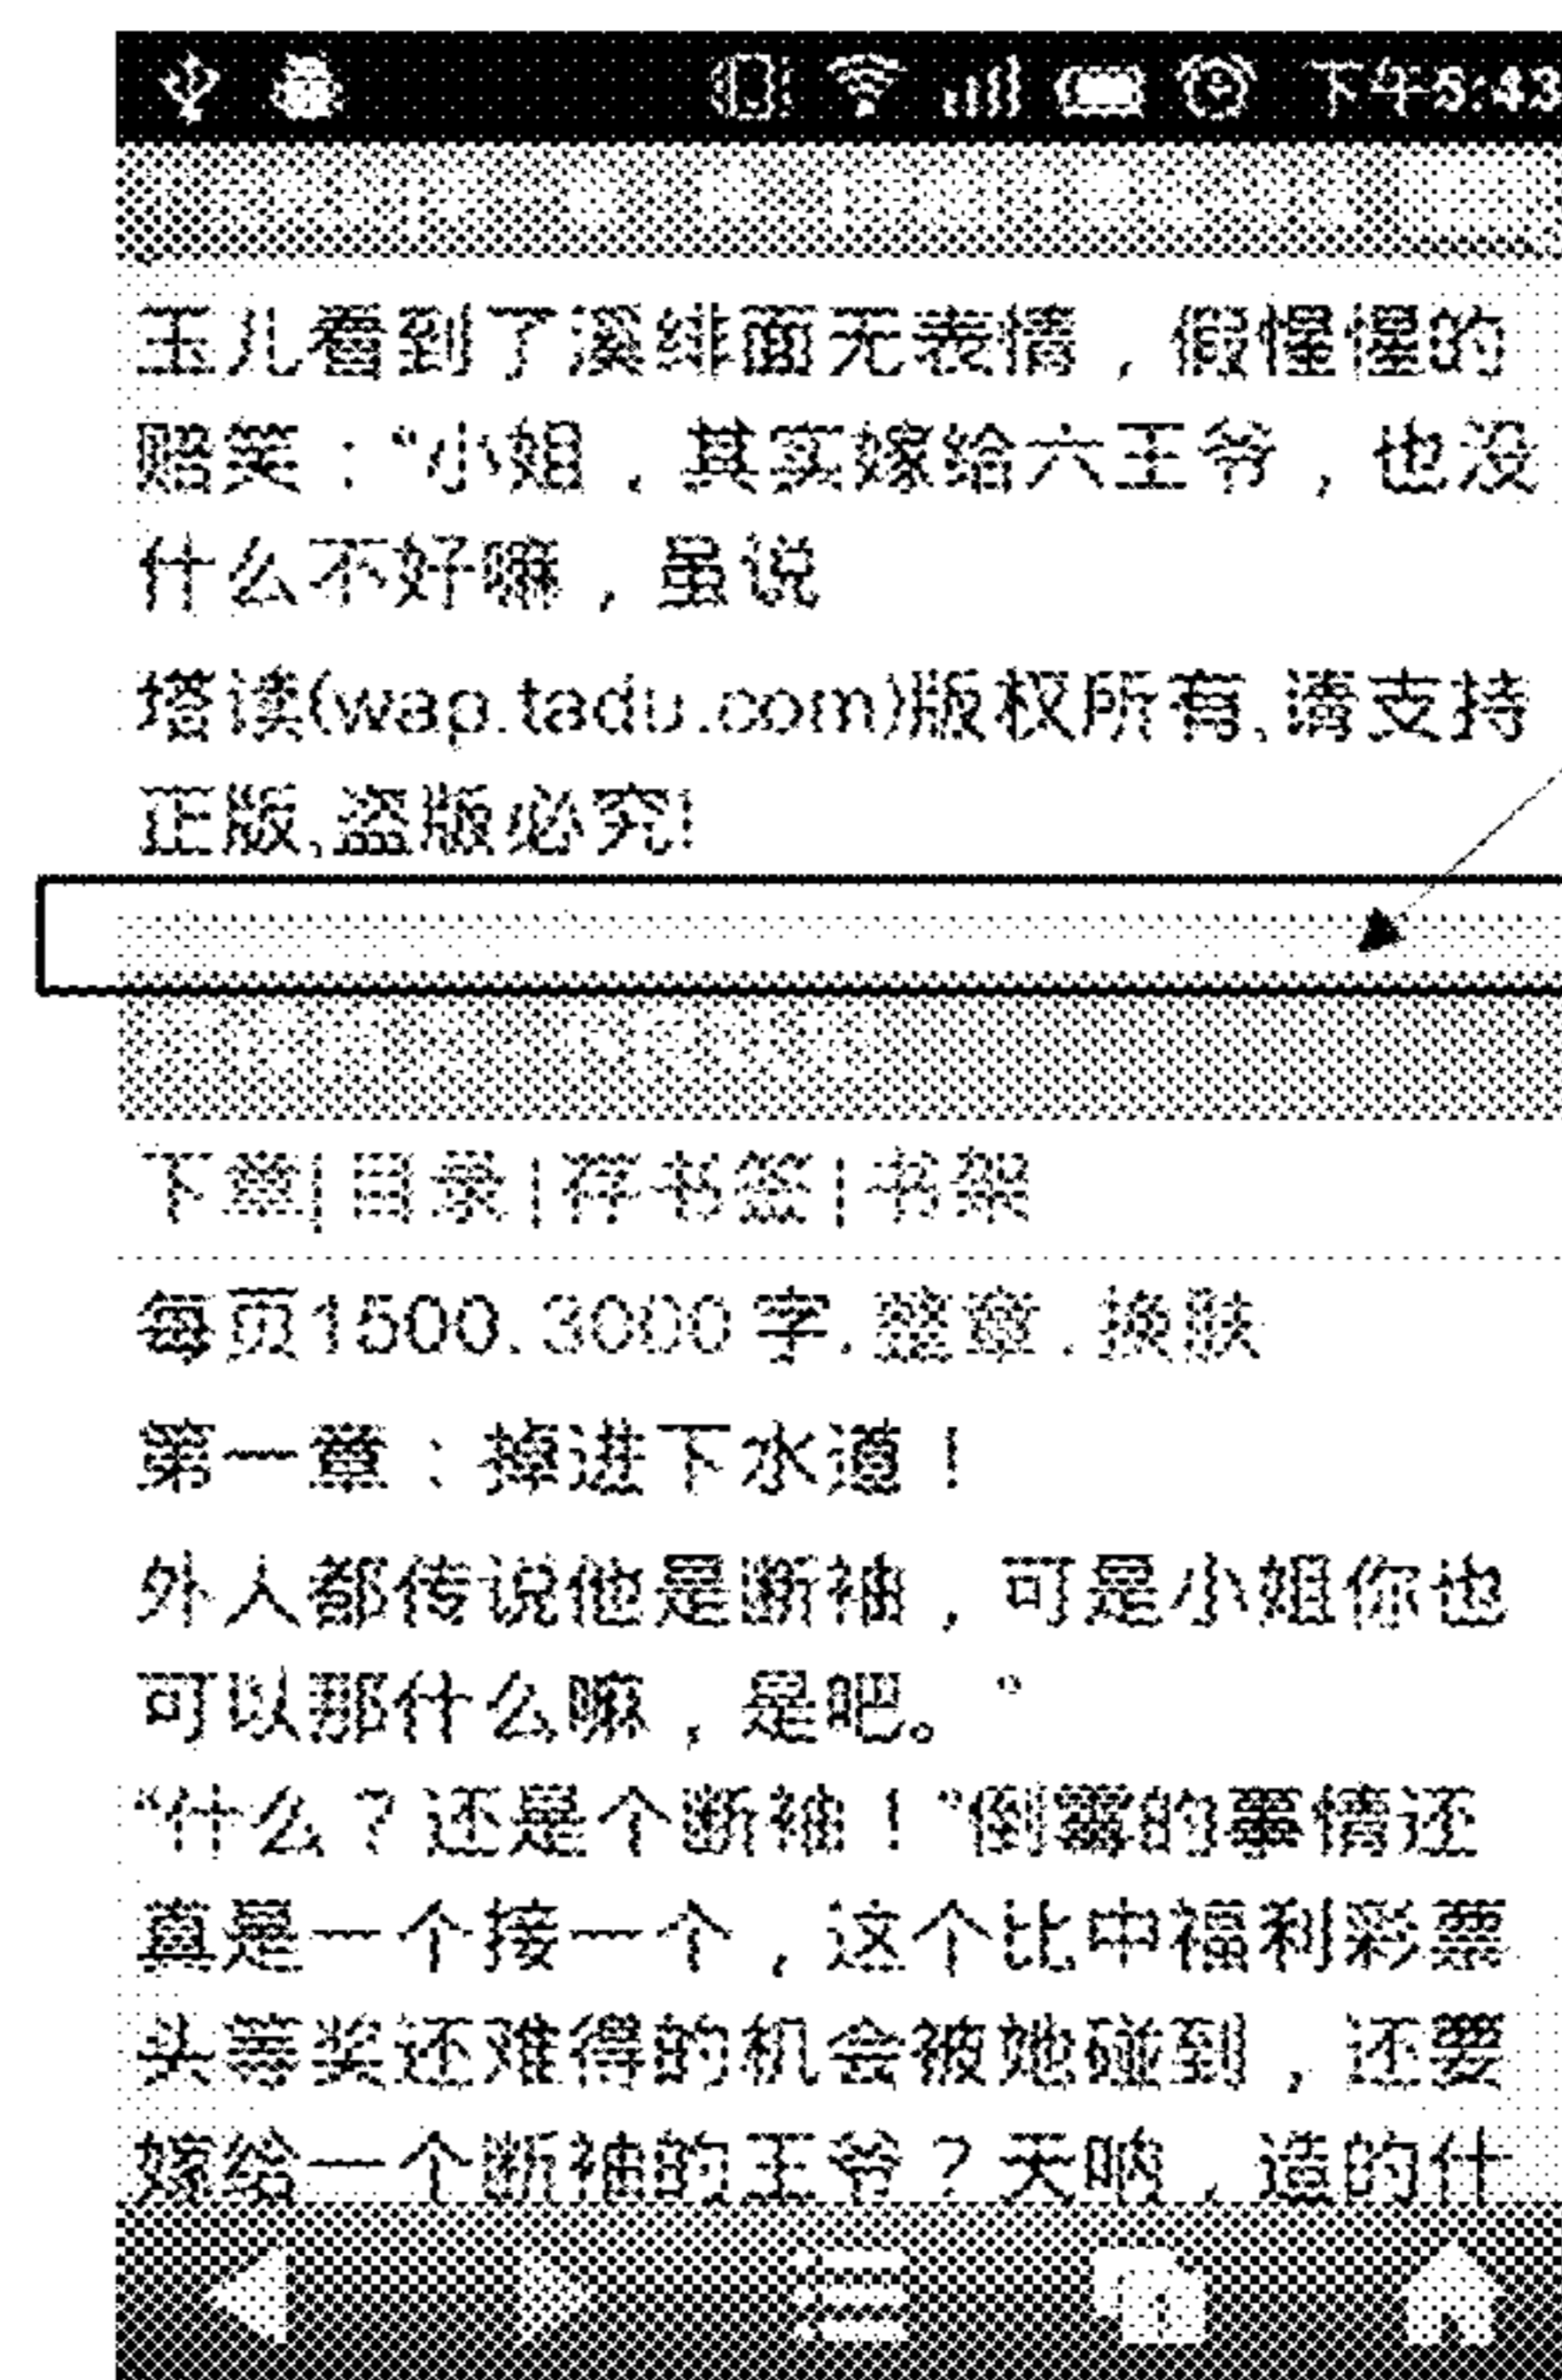 下午5:43
玉儿看到了溪绯面无表情，假惺惺的
赔笑：“小姐，其实嫁给六王爷，也没
什么不好嘛，虽说
塔读(wap.tadu.com)版权所有,请支持
正版,盗版必究!
下章|目录|存书签|书架
每页1500.3000字.整章.换肤
第一章：掉进下水道！
外人都传说他是断袖，可是小姐你也
可以那什么嘛，是吧。”
“什么？还是个断袖！”倒霉的事情还
真是一个接一个，这个比中福利彩票
头等奖还难得的机会被她碰到，还要
嫁给一个断袖的王爷？天呐，造的什